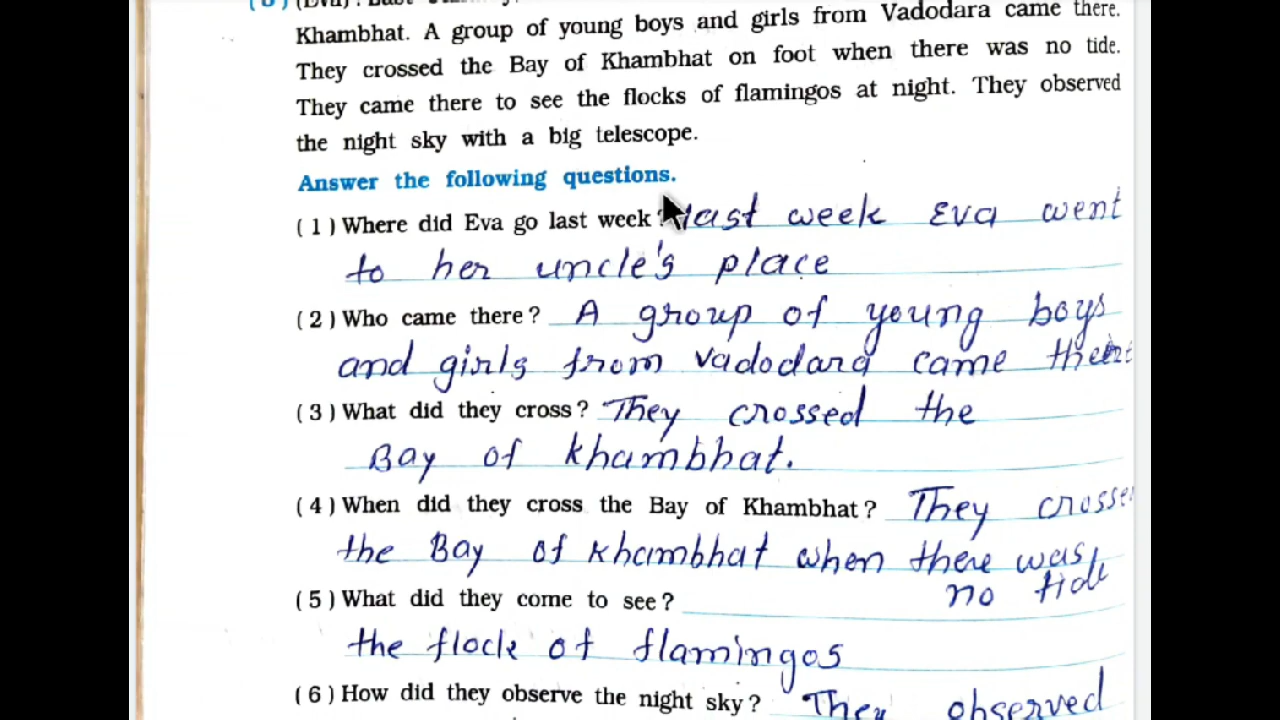 Khambhat. A group of young boys and girls from Vadodara came there.
They crossed the Bay of Khambhat on foot when there was no tide.
They came there to see the flocks of flamingos at night. They observed
the night sky with a big telescope.
Answer the following questions.
(1) Where did Eva go last week? last week Eva went
to her uncle's place
(2) Who came there? A group of young boys
and girls from Vadodara came there
(3) What did they cross? They crossed the
Bay of Khambhat.
(4) When did they cross the Bay of Khambhat? They crosse
the Bay of Khambhat when there was
no tide
(5) What did they come to see?
the flock of flamingos
(6) How did they observe the night sky? They observed